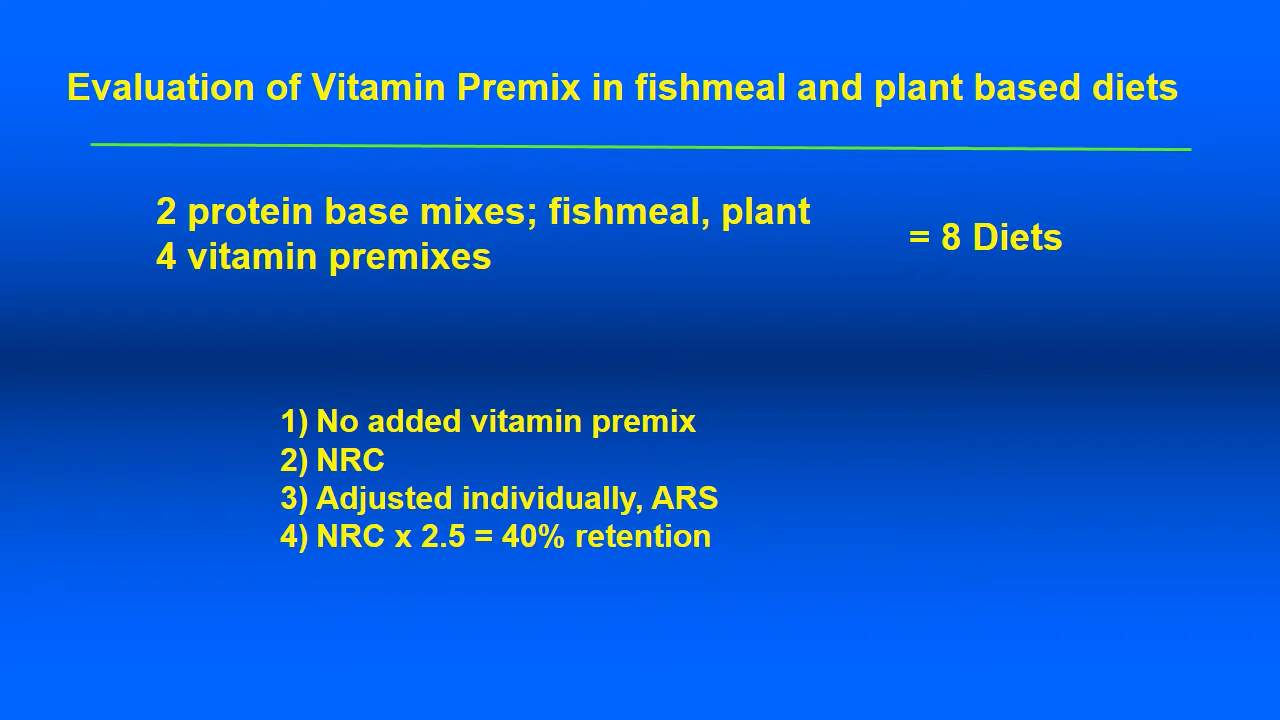 Evaluation of Vitamin Premix in fishmeal and plant based diets
2 protein base mixes; fishmeal, plant
4 vitamin premixes
= 8 Diets
1) No added vitamin premix
2) NRC
3) Adjusted individually, ARS
4) NRC x 2.5 = 40% retention